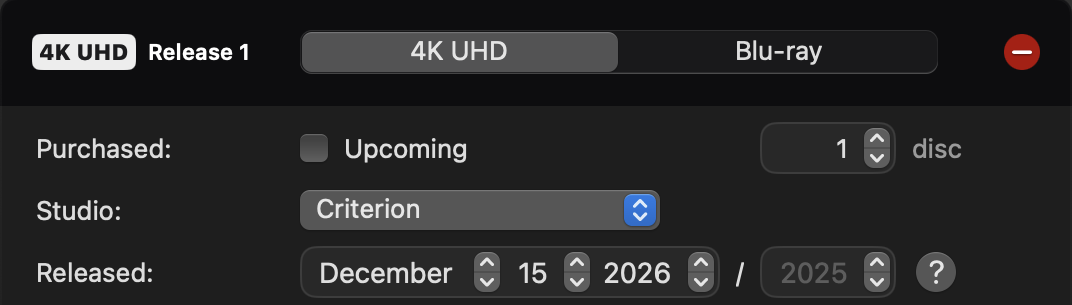 4K UHD Release 1 4K UHD Blu-ray
Purchased: Upcoming 1 disc
Studio: Criterion
Released: December 15 2026 / 2025 ?